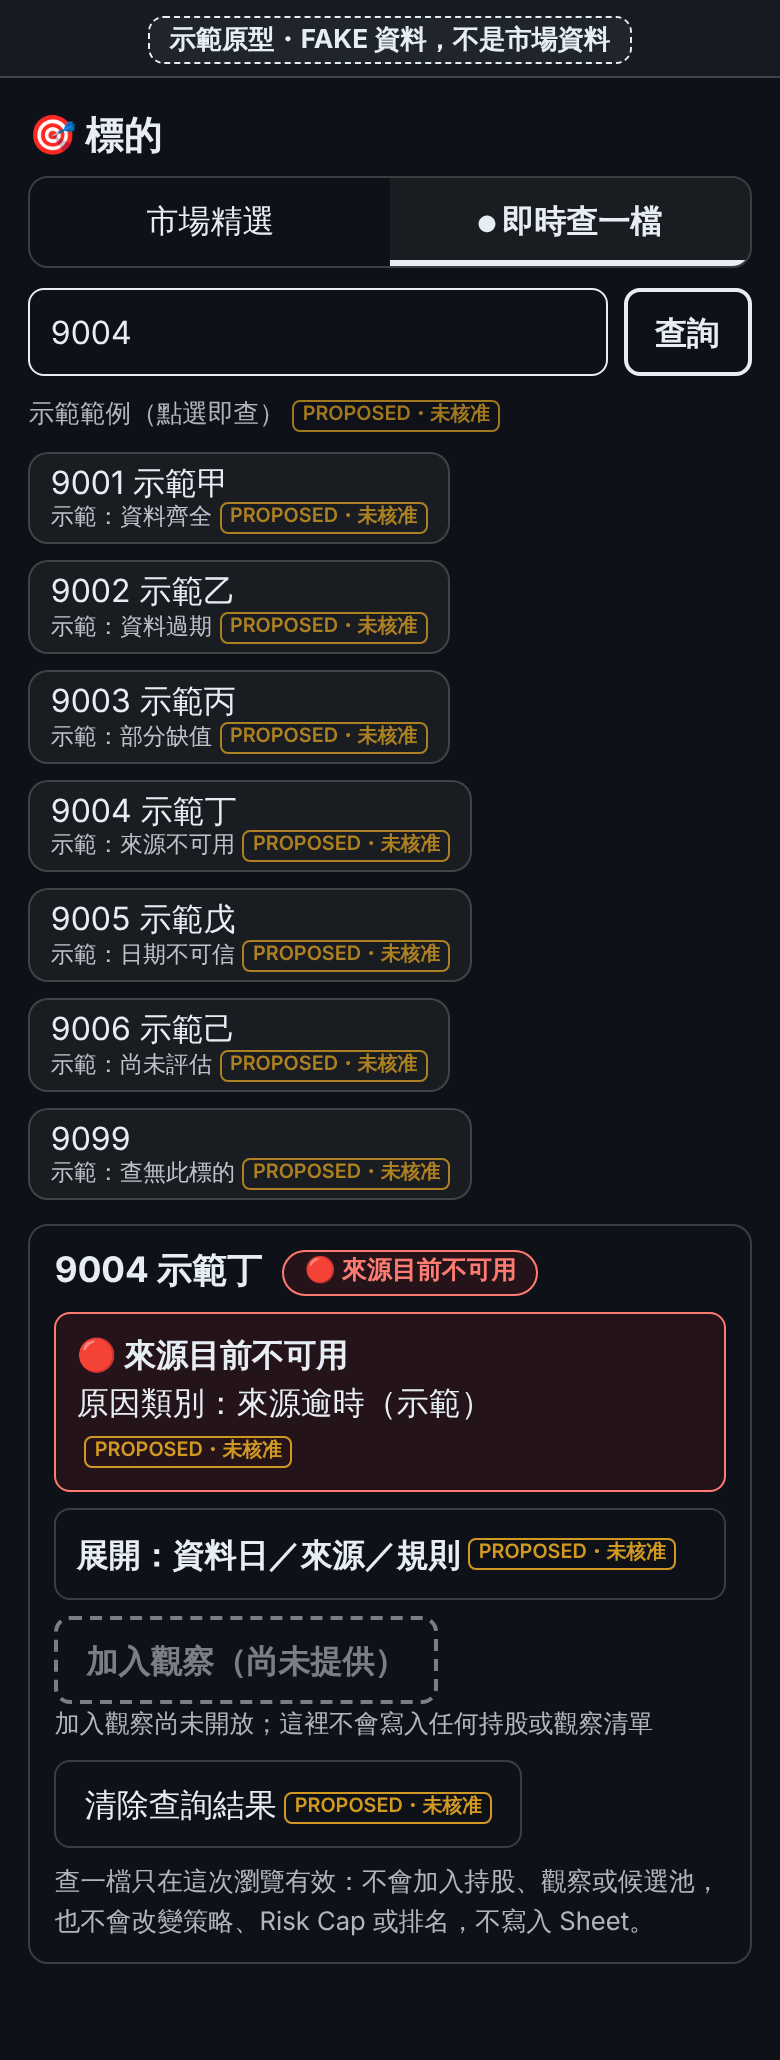 示範原型・FAKE 資料，不是市場資料
🎯 標的
市場精選
●即時查一檔
9004
查詢
示範範例（點選即查） PROPOSED・未核准
9001 示範甲
示範：資料齊全 PROPOSED・未核准
9002 示範乙
示範：資料過期 PROPOSED・未核准
9003 示範丙
示範：部分缺值 PROPOSED・未核准
9004 示範丁
示範：來源不可用 PROPOSED・未核准
9005 示範戊
示範：日期不可信 PROPOSED・未核准
9006 示範己
示範：尚未評估 PROPOSED・未核准
9099
示範：查無此標的 PROPOSED・未核准
9004 示範丁 🔴 來源目前不可用
🔴 來源目前不可用
原因類別：來源逾時（示範）
PROPOSED・未核准
展開：資料日／來源／規則 PROPOSED・未核准
加入觀察（尚未提供）
加入觀察尚未開放；這裡不會寫入任何持股或觀察清單
清除查詢結果 PROPOSED・未核准
查一檔只在這次瀏覽有效：不會加入持股、觀察或候選池，
也不會改變策略、Risk Cap 或排名，不寫入 Sheet。